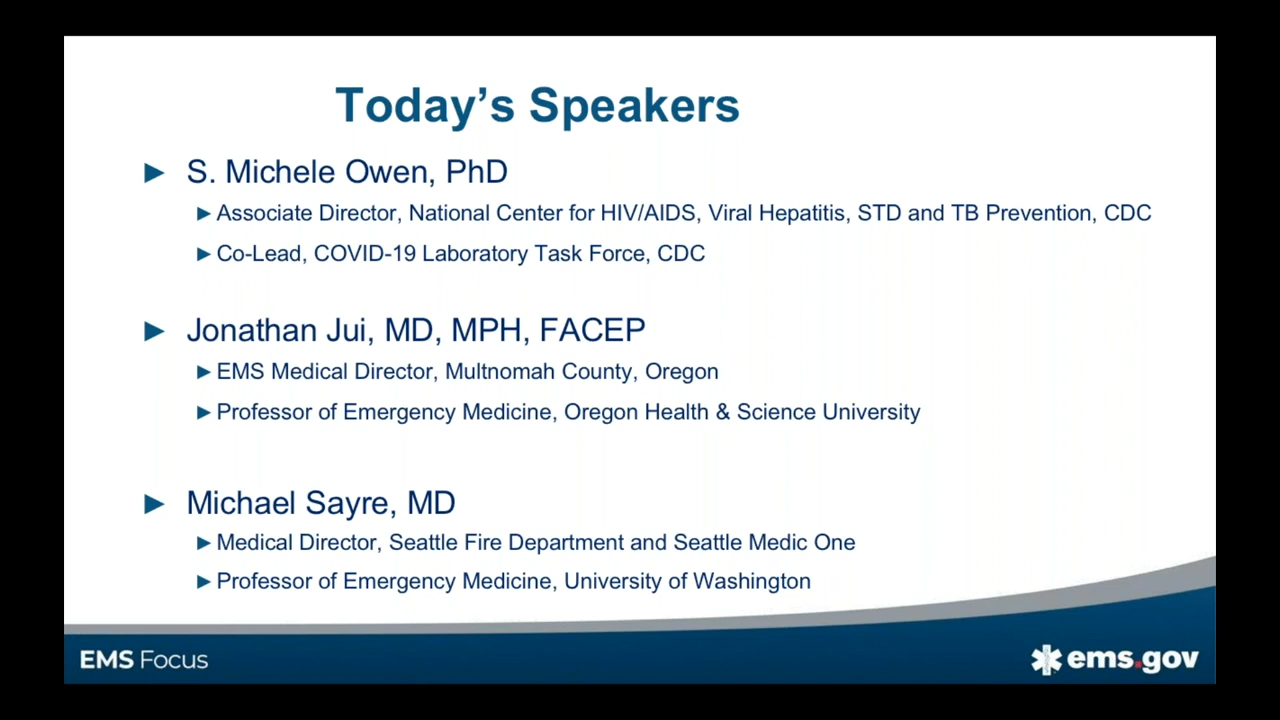 Today's Speakers
► S. Michele Owen, PhD
► Associate Director, National Center for HIV/AIDS, Viral Hepatitis, STD and TB Prevention, CDC
► Co-Lead, COVID-19 Laboratory Task Force, CDC
► Jonathan Jui, MD, MPH, FACEP
► EMS Medical Director, Multnomah County, Oregon
► Professor of Emergency Medicine, Oregon Health & Science University
► Michael Sayre, MD
► Medical Director, Seattle Fire Department and Seattle Medic One
► Professor of Emergency Medicine, University of Washington
EMS Focus
ems.gov